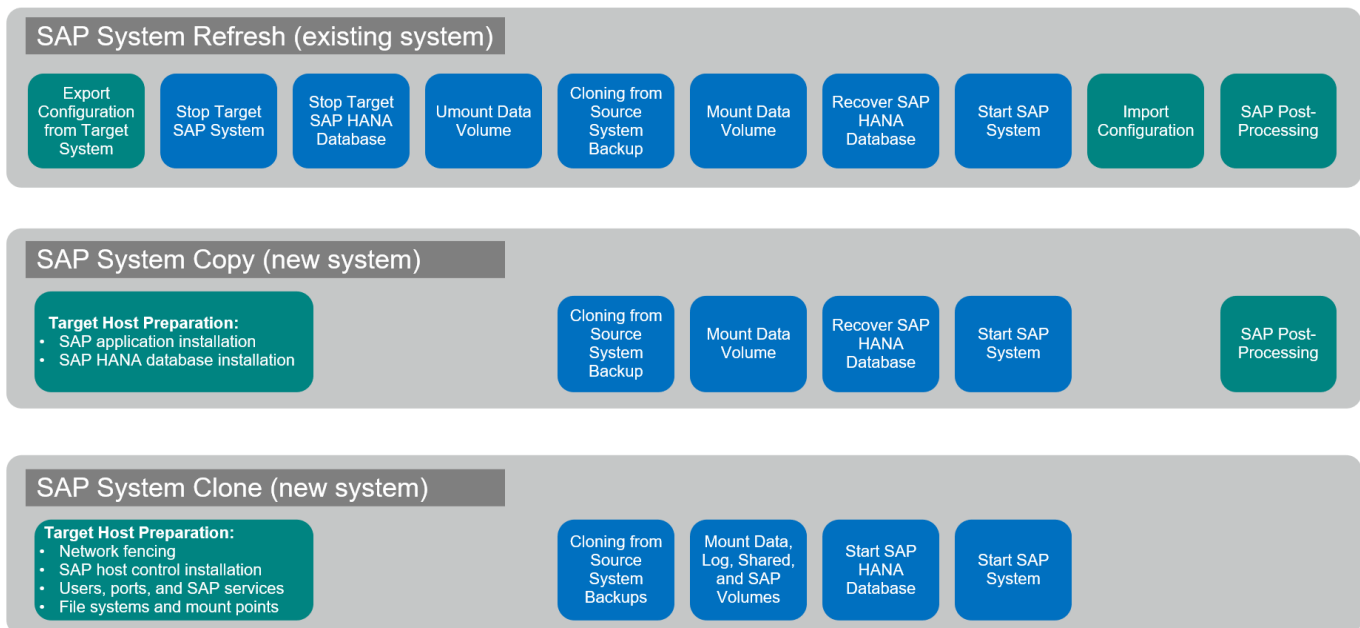 SAP System Refresh (existing system)
Export
Configuration
from Target
System
Stop Target
SAP System
Stop Target
SAP HANA
Database
Umount Data
Volume
Cloning from
Source
System
Backup
Mount Data
Volume
Recover SAP
HANA
Database
Start SAP
System
Import
Configuration
SAP Post-
Processing
SAP System Copy (new system)
Target Host Preparation:
• SAP application installation
• SAP HANA database installation
Cloning from
Source
System
Backup
Mount Data
Volume
Recover SAP
HANA
Database
Start SAP
System
SAP Post-
Processing
SAP System Clone (new system)
Target Host Preparation:
• Network fencing
• SAP host control installation
• Users, ports, and SAP services
• File systems and mount points
Cloning from
Source
System
Backups
Mount Data,
Log, Shared,
and SAP
Volumes
Start SAP
HANA
Database
Start SAP
System